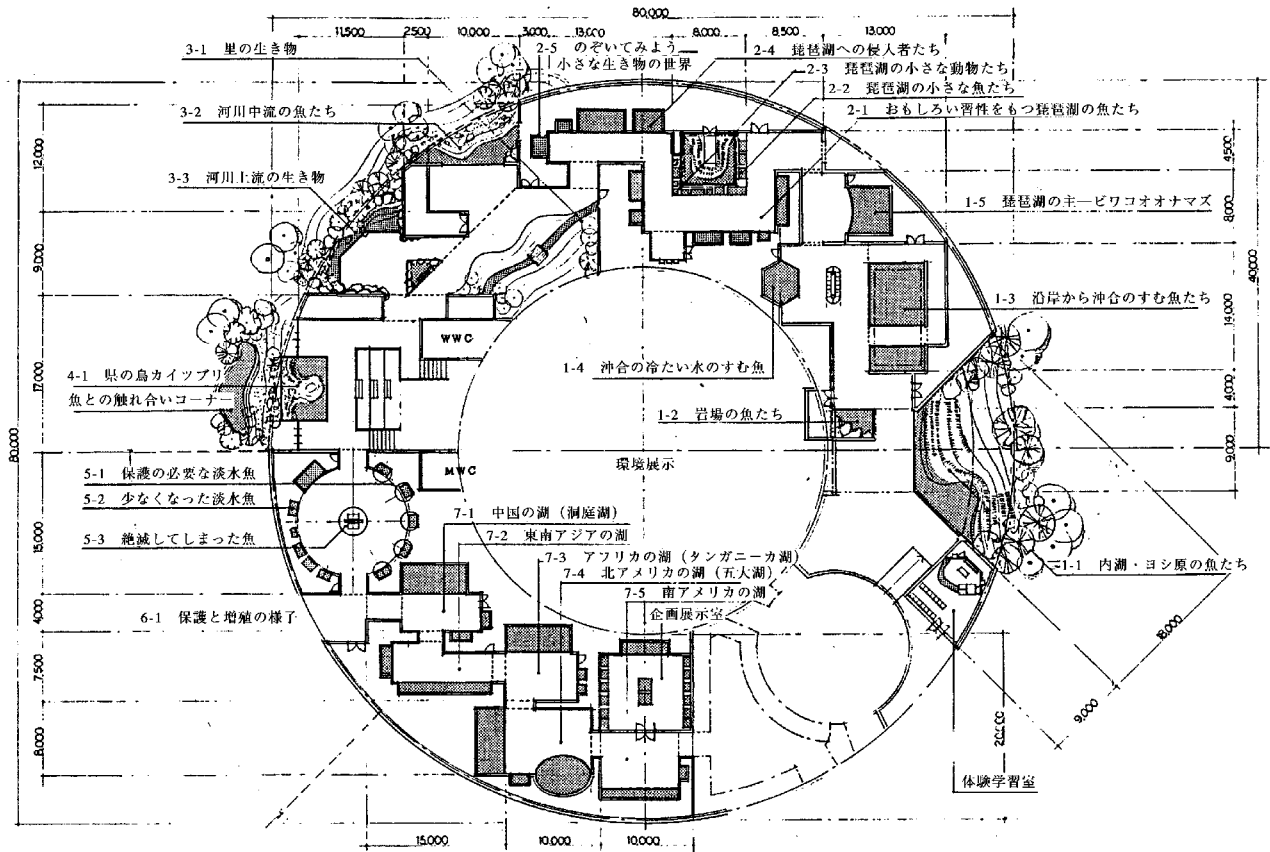 80,000
11,500 2,500 10,000 3,000 13,000 8,000 8,500 13,000
3-1 里の生き物
2-5 のぞいてみよう
小さな生き物の世界
2-4 琵琶湖への侵入者たち
2-3 琵琶湖の小さな動物たち
2-2 琵琶湖の小さな魚たち
2-1 おもしろい習性をもつ琵琶湖の魚たち
3-2 河川中流の魚たち
3-3 河川上流の生き物
1-5 琵琶湖の主―ビワコオオナマズ
1-3 沿岸から沖合のすむ魚たち
1-4 沖合の冷たい水のすむ魚
1-2 岩場の魚たち
WWC
4-1 県の鳥カイツブリ
魚との触れ合いコーナー
環境展示
MWC
5-1 保護の必要な淡水魚
5-2 少なくなった淡水魚
5-3 絶滅してしまった魚
7-1 中国の湖(洞庭湖)
7-2 東南アジアの湖
7-3 アフリカの湖(タンガニーカ湖)
7-4 北アメリカの湖(五大湖)
7-5 南アメリカの湖
企画展示室
1-1 内湖・ヨシ原の魚たち
6-1 保護と増殖の様子
体験学習室
80,000
12,000
9,000
17,000
15,000
4,000
7,500
8,000
4,500
8,000
14,000
4,000
9,000
40,000
18,000
9,000
20,000
15,000 10,000 10,000